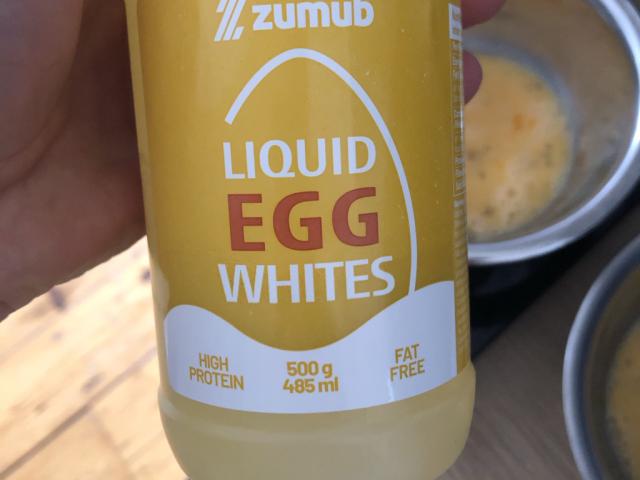 zumub
LIQUID
EGG
WHITES
HIGH
PROTEIN
500 g
485 ml
FAT
FREE